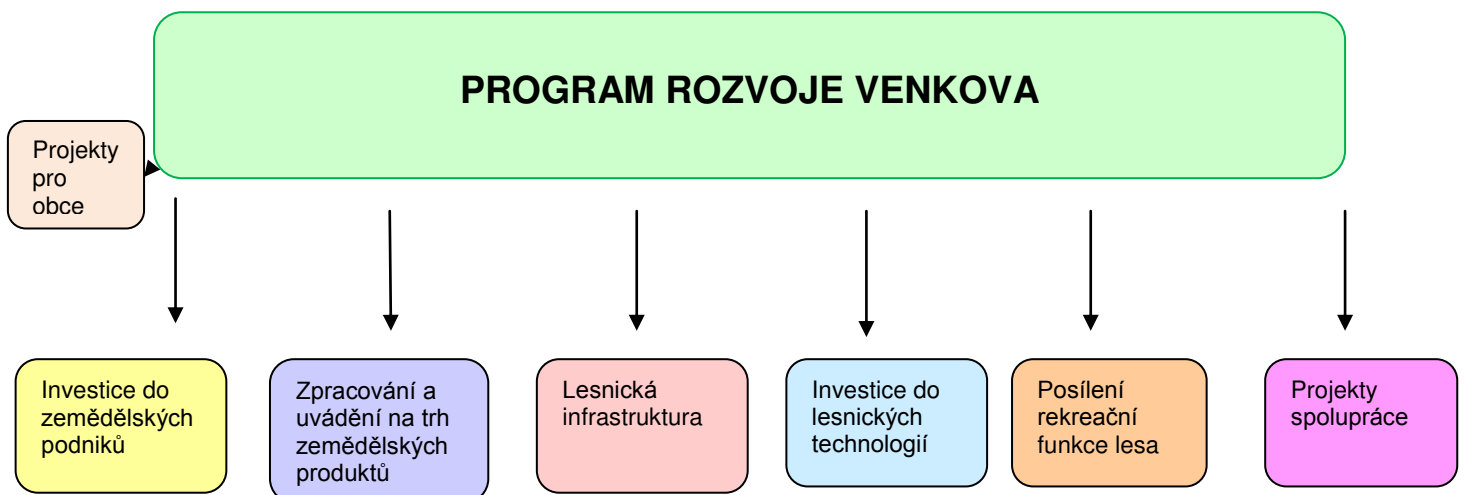 PROGRAM ROZVOJE VENKOVA
Projekty
pro
obce
Investice do
zemědělských
podniků
Zpracování a
uvádění na trh
zemědělských
produktů
Lesnická
infrastruktura
Investice do
lesnických
technologií
Posílení
rekreační
funkce lesa
Projekty
spolupráce